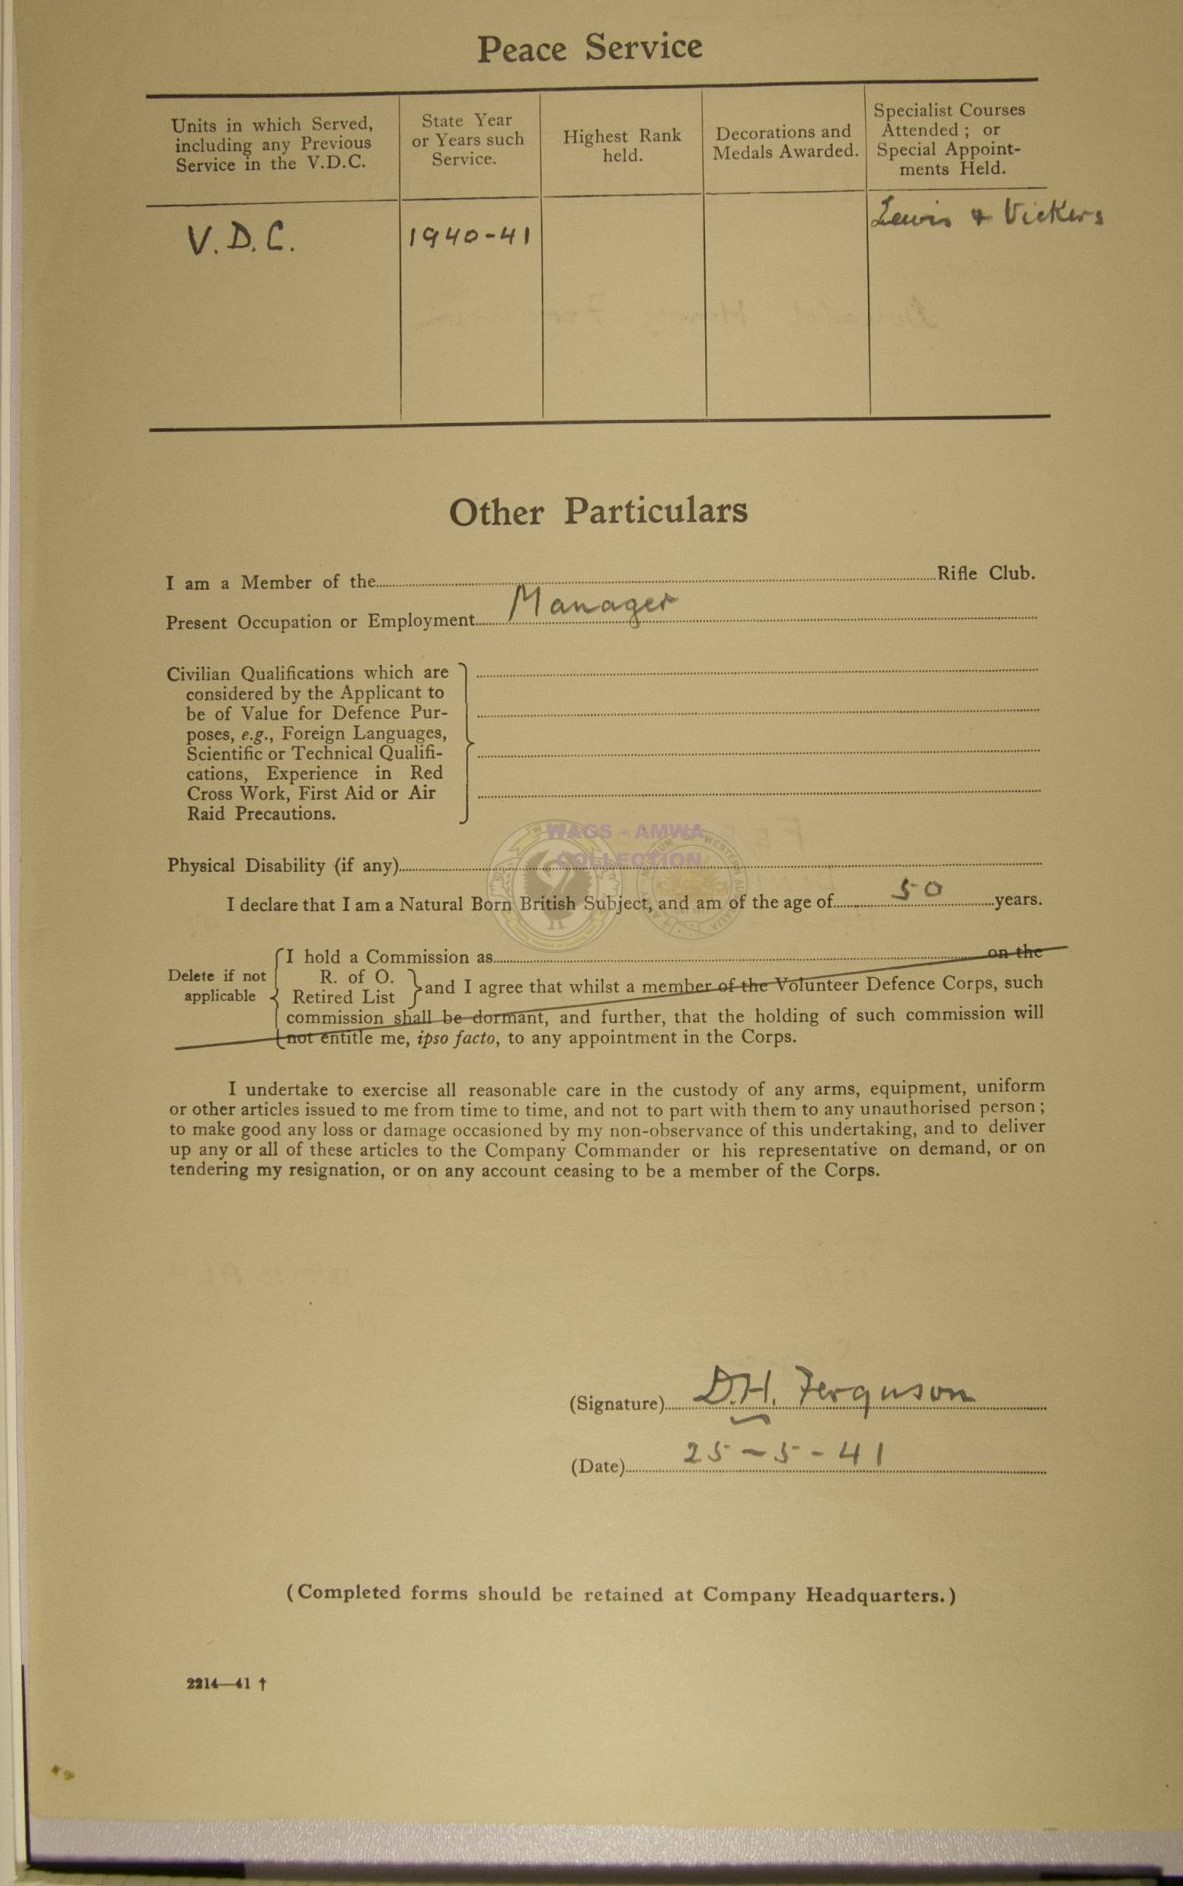 Peace Service
Units in which Served, including any Previous Service in the V.D.C.
State Year or Years such Service.
Highest Rank held.
Decorations and Medals Awarded.
Specialist Courses Attended ; or Special Appoint-ments Held.
V.D.C.
1940-41
Lewis + Vickers
Other Particulars
I am a Member of the Rifle Club.
Present Occupation or Employment Manager
Civilian Qualifications which are
considered by the Applicant to
be of Value for Defence Pur-
poses, e.g., Foreign Languages,
Scientific or Technical Qualifi-
cations, Experience in Red
Cross Work, First Aid or Air
Raid Precautions.
WAGS - AMWA
COLLECTION
Physical Disability (if any)
I declare that I am a Natural Born British Subject, and am of the age of 50 years.
Delete if not applicable
I hold a Commission as on the
R. of O.
Retired List
and I agree that whilst a member of the Volunteer Defence Corps, such
commission shall be dormant, and further, that the holding of such commission will
not entitle me, ipso facto, to any appointment in the Corps.
I undertake to exercise all reasonable care in the custody of any arms, equipment, uniform
or other articles issued to me from time to time, and not to part with them to any unauthorised person ;
to make good any loss or damage occasioned by my non-observance of this undertaking, and to deliver
up any or all of these articles to the Company Commander or his representative on demand, or on
tendering my resignation, or on any account ceasing to be a member of the Corps.
(Signature) D.H. Ferguson
(Date) 25-5-41
(Completed forms should be retained at Company Headquarters.)
2214—41 †